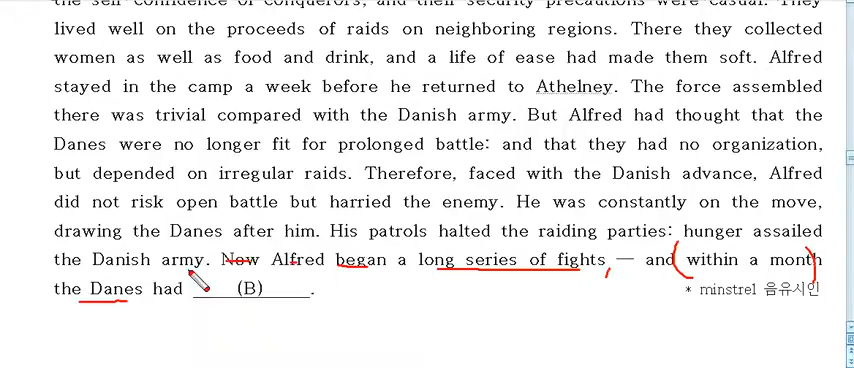 the self-confidence of conquerors, and their security precautions were casual. They
lived well on the proceeds of raids on neighboring regions. There they collected
women as well as food and drink, and a life of ease had made them soft. Alfred
stayed in the camp a week before he returned to Athelney. The force assembled
there was trivial compared with the Danish army. But Alfred had thought that the
Danes were no longer fit for prolonged battle: and that they had no organization,
but depended on irregular raids. Therefore, faced with the Danish advance, Alfred
did not risk open battle but harried the enemy. He was constantly on the move,
drawing the Danes after him. His patrols halted the raiding parties: hunger assailed
the Danish army. Now Alfred began a long series of fights, — and within a month
the Danes had ____(B)____. * minstrel 음유시인